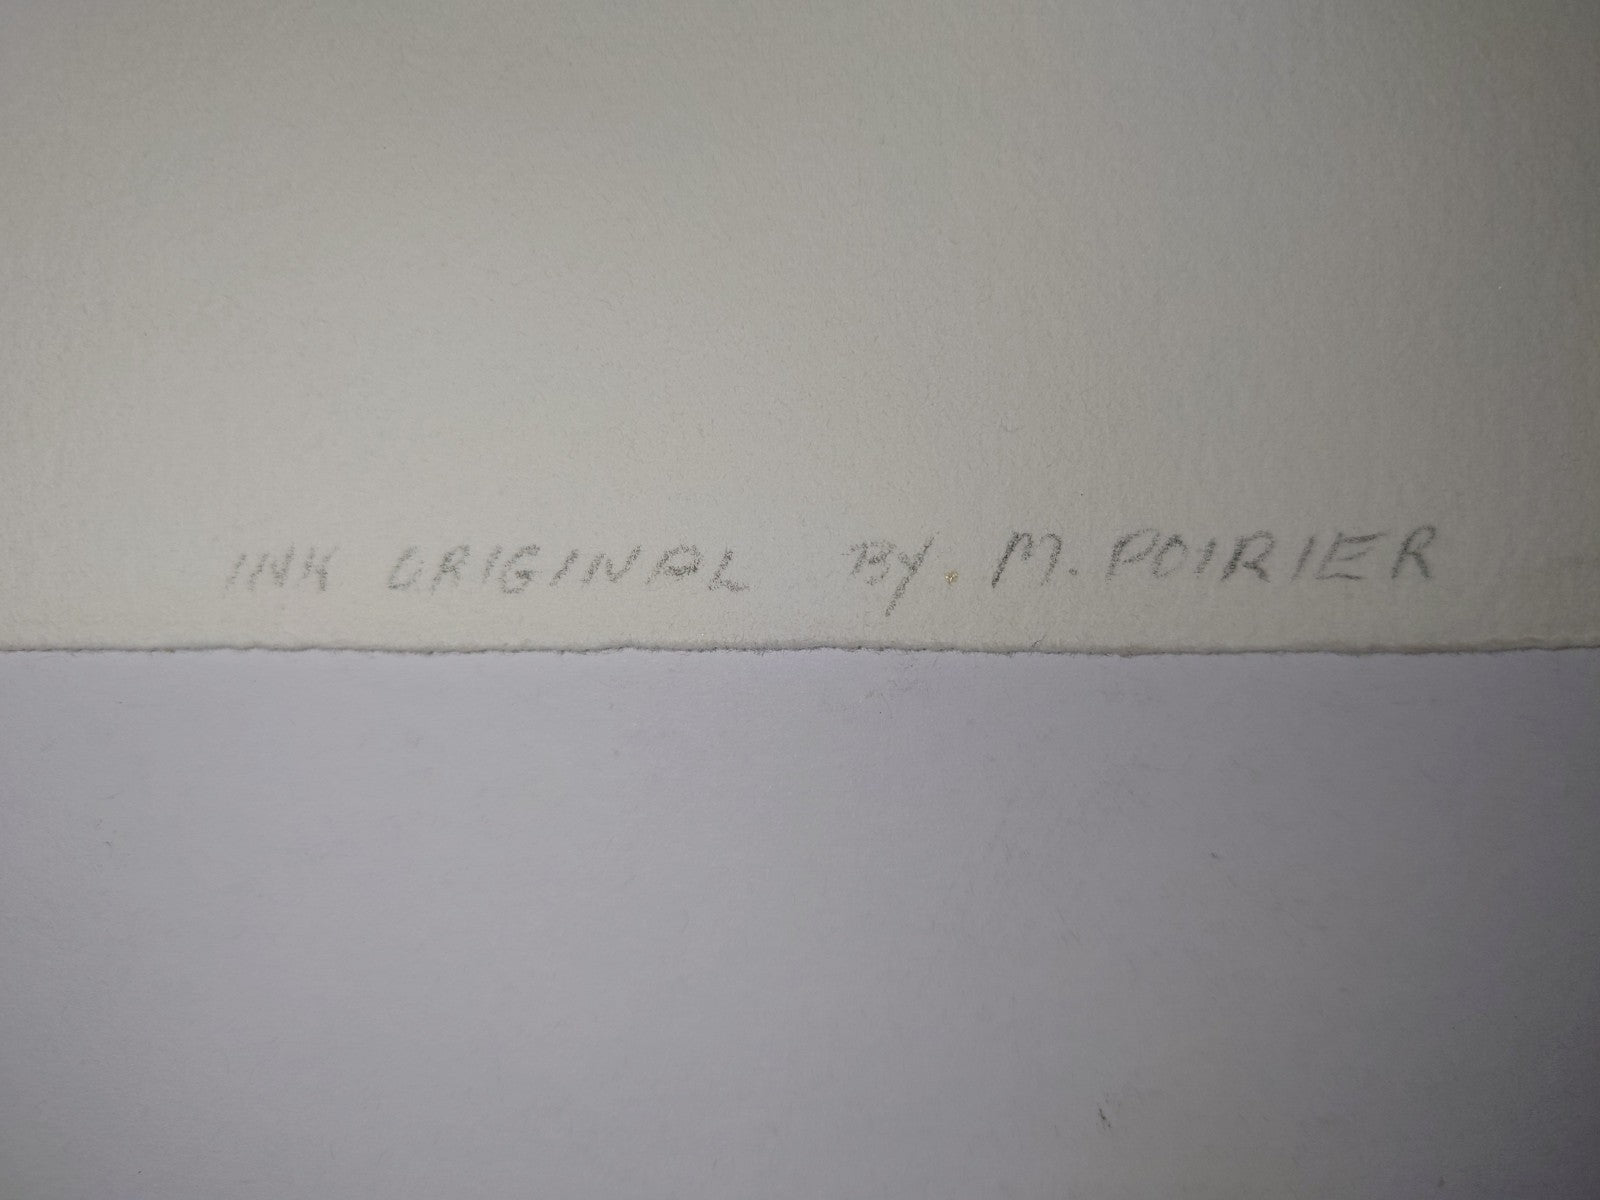 INK ORIGINAL BY. M. POIRIER